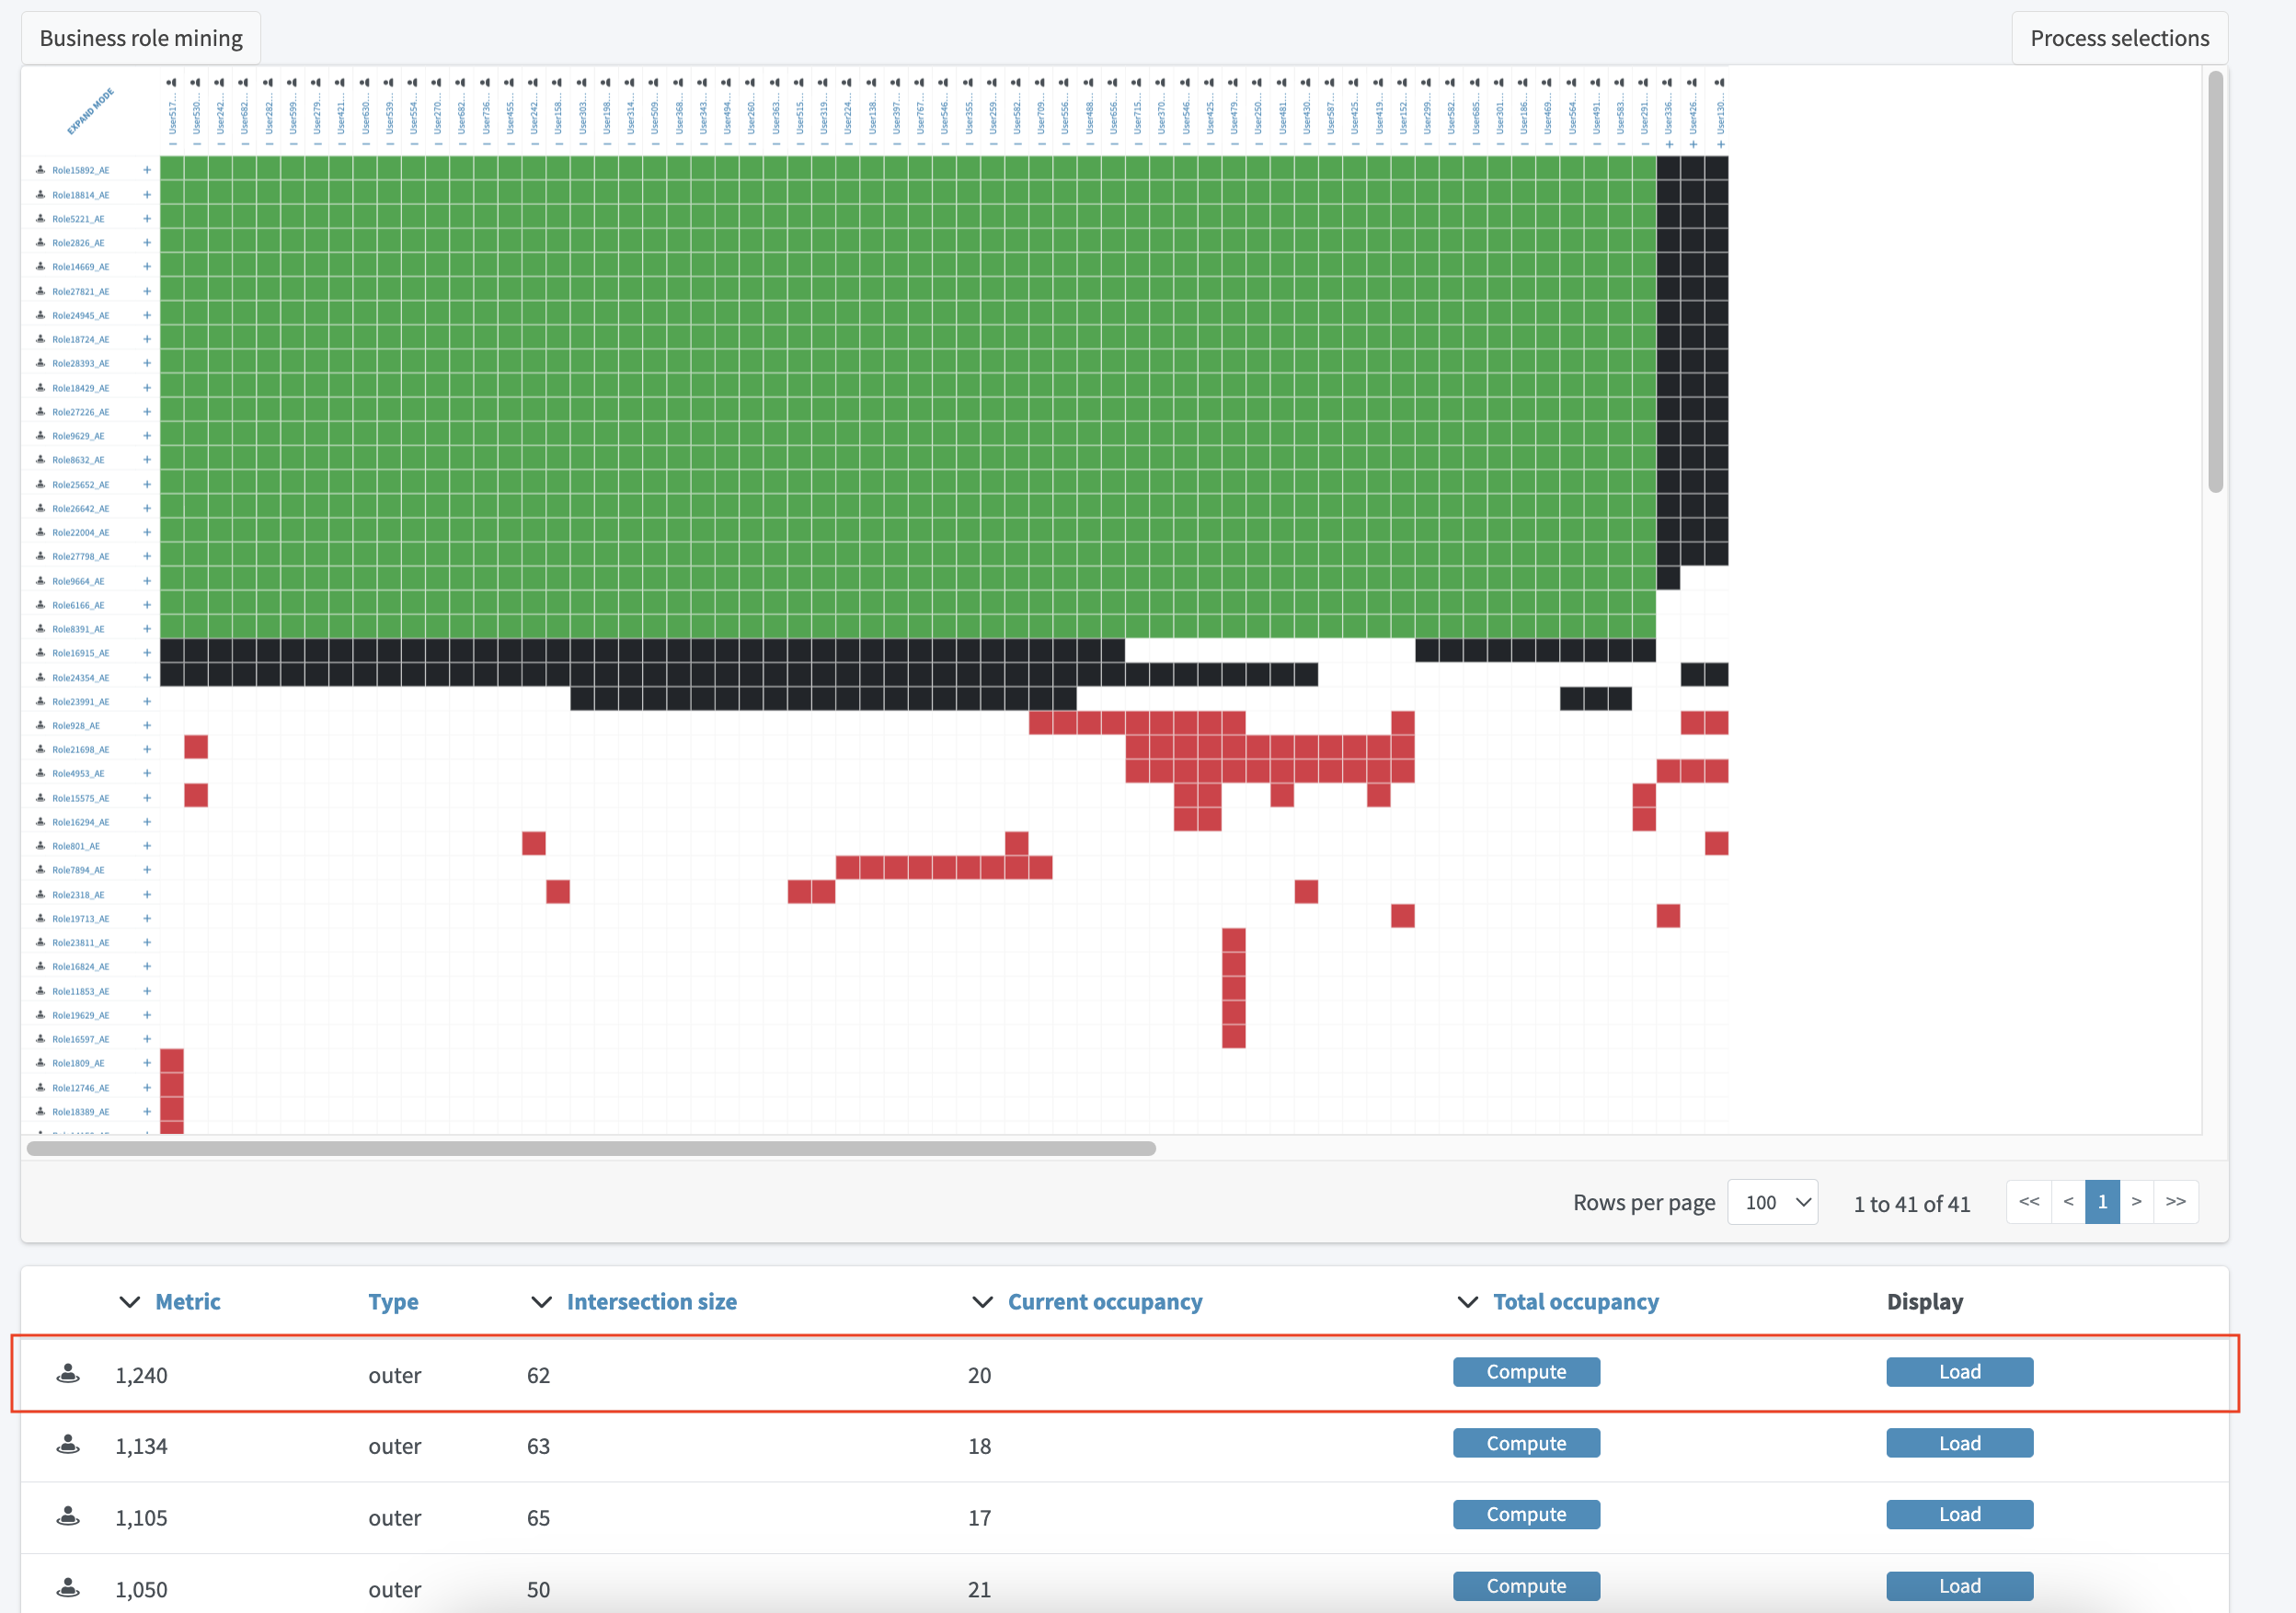 Business role mining
Process selections
EXPAND MODE
User517... User530... User242... User682... User282... User599... User279... User421... User630... User539... User554... User270... User682... User736... User455... User242... User158... User303... User198... User314... User509... User368... User343... User494... User260... User363... User515... User319... User224... User138... User397... User767... User546... User355... User259... User582... User709... User556... User488... User656... User715... User370... User546... User425... User479... User250... User481... User430... User587... User425... User419... User152... User299... User582... User685... User301... User186... User469... User564... User491... User583... User291... User336... User426... User130...
Role15892_AE +
Role18814_AE +
Role5221_AE +
Role2826_AE +
Role14669_AE +
Role27821_AE +
Role24945_AE +
Role18724_AE +
Role28393_AE +
Role18429_AE +
Role27226_AE +
Role9629_AE +
Role8632_AE +
Role25652_AE +
Role26642_AE +
Role22004_AE +
Role27798_AE +
Role9664_AE +
Role6166_AE +
Role8391_AE +
Role16915_AE +
Role24354_AE +
Role23991_AE +
Role928_AE +
Role21698_AE +
Role4953_AE +
Role15575_AE +
Role16294_AE +
Role801_AE +
Role7894_AE +
Role2318_AE +
Role19713_AE +
Role23811_AE +
Role16824_AE +
Role11853_AE +
Role19629_AE +
Role16597_AE +
Role1809_AE +
Role12746_AE +
Role18389_AE +
Rows per page 100 1 to 41 of 41 << < 1 > >>
Metric Type Intersection size Current occupancy Total occupancy Display
1,240 outer 62 20 Compute Load
1,134 outer 63 18 Compute Load
1,105 outer 65 17 Compute Load
1,050 outer 50 21 Compute Load